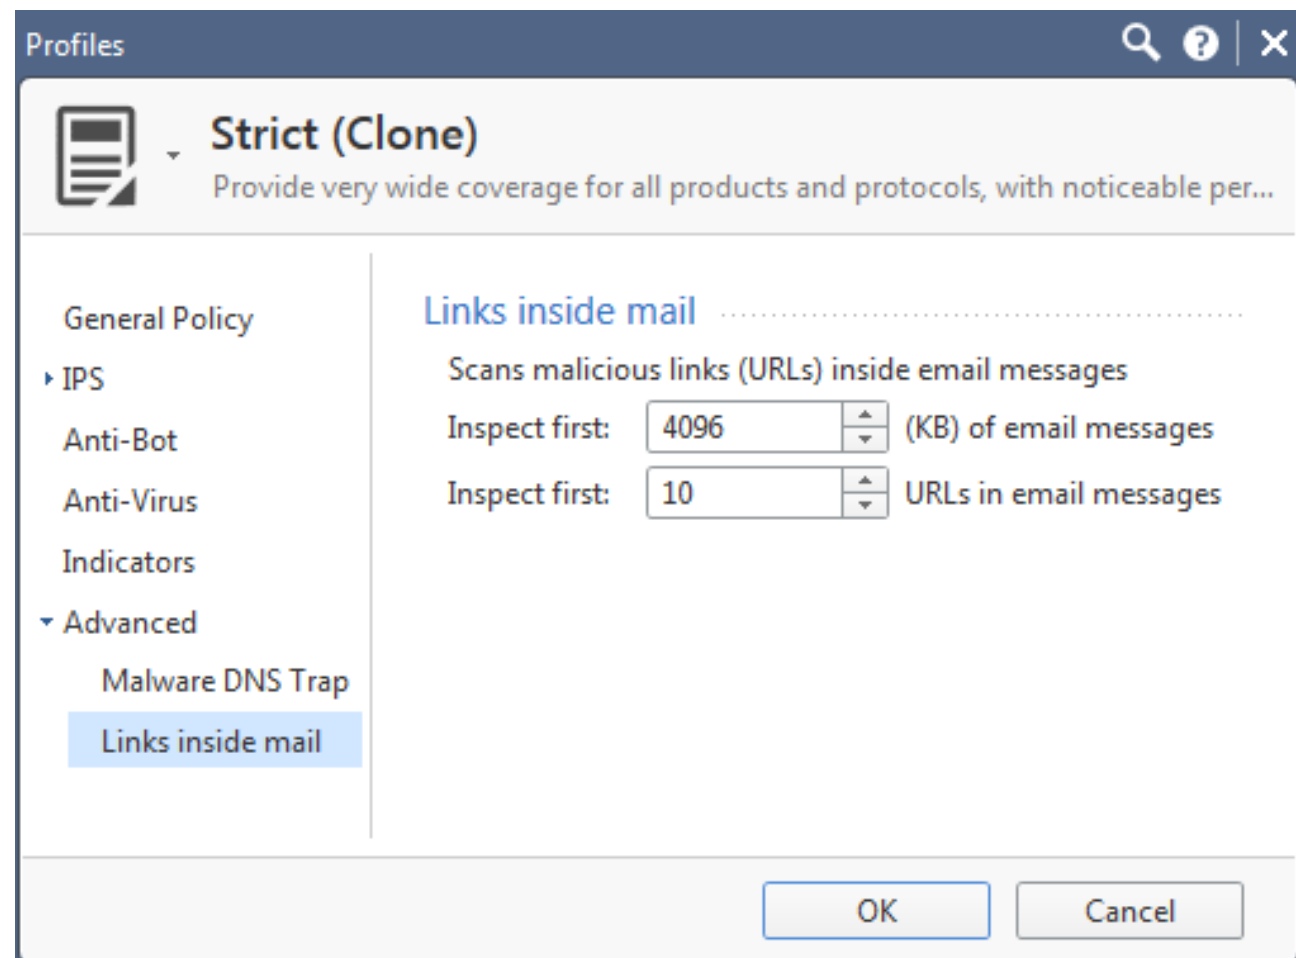 Profiles
Strict (Clone)
Provide very wide coverage for all products and protocols, with noticeable per...
General Policy
IPS
Anti-Bot
Anti-Virus
Indicators
Advanced
Malware DNS Trap
Links inside mail
Links inside mail
Scans malicious links (URLs) inside email messages
Inspect first: 4096 (KB) of email messages
Inspect first: 10 URLs in email messages
OK Cancel